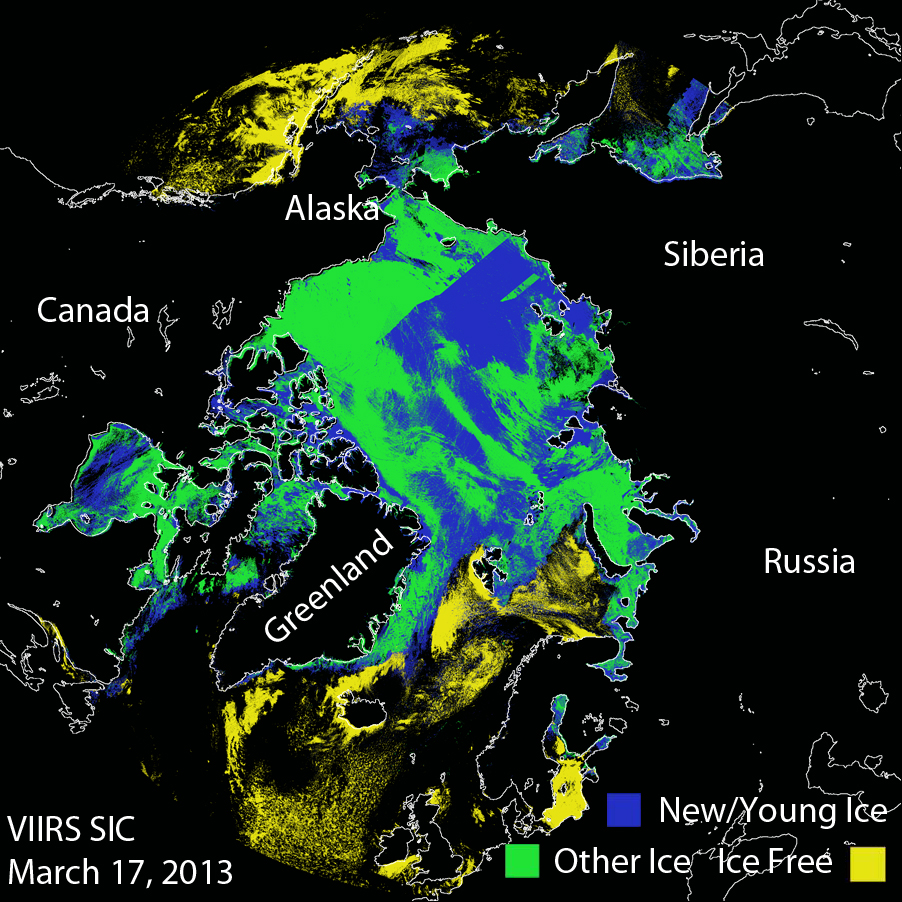 Alaska
Siberia
Canada
Greenland
Russia
New/Young Ice
VIIRS SIC
Other Ice Ice Free
March 17, 2013